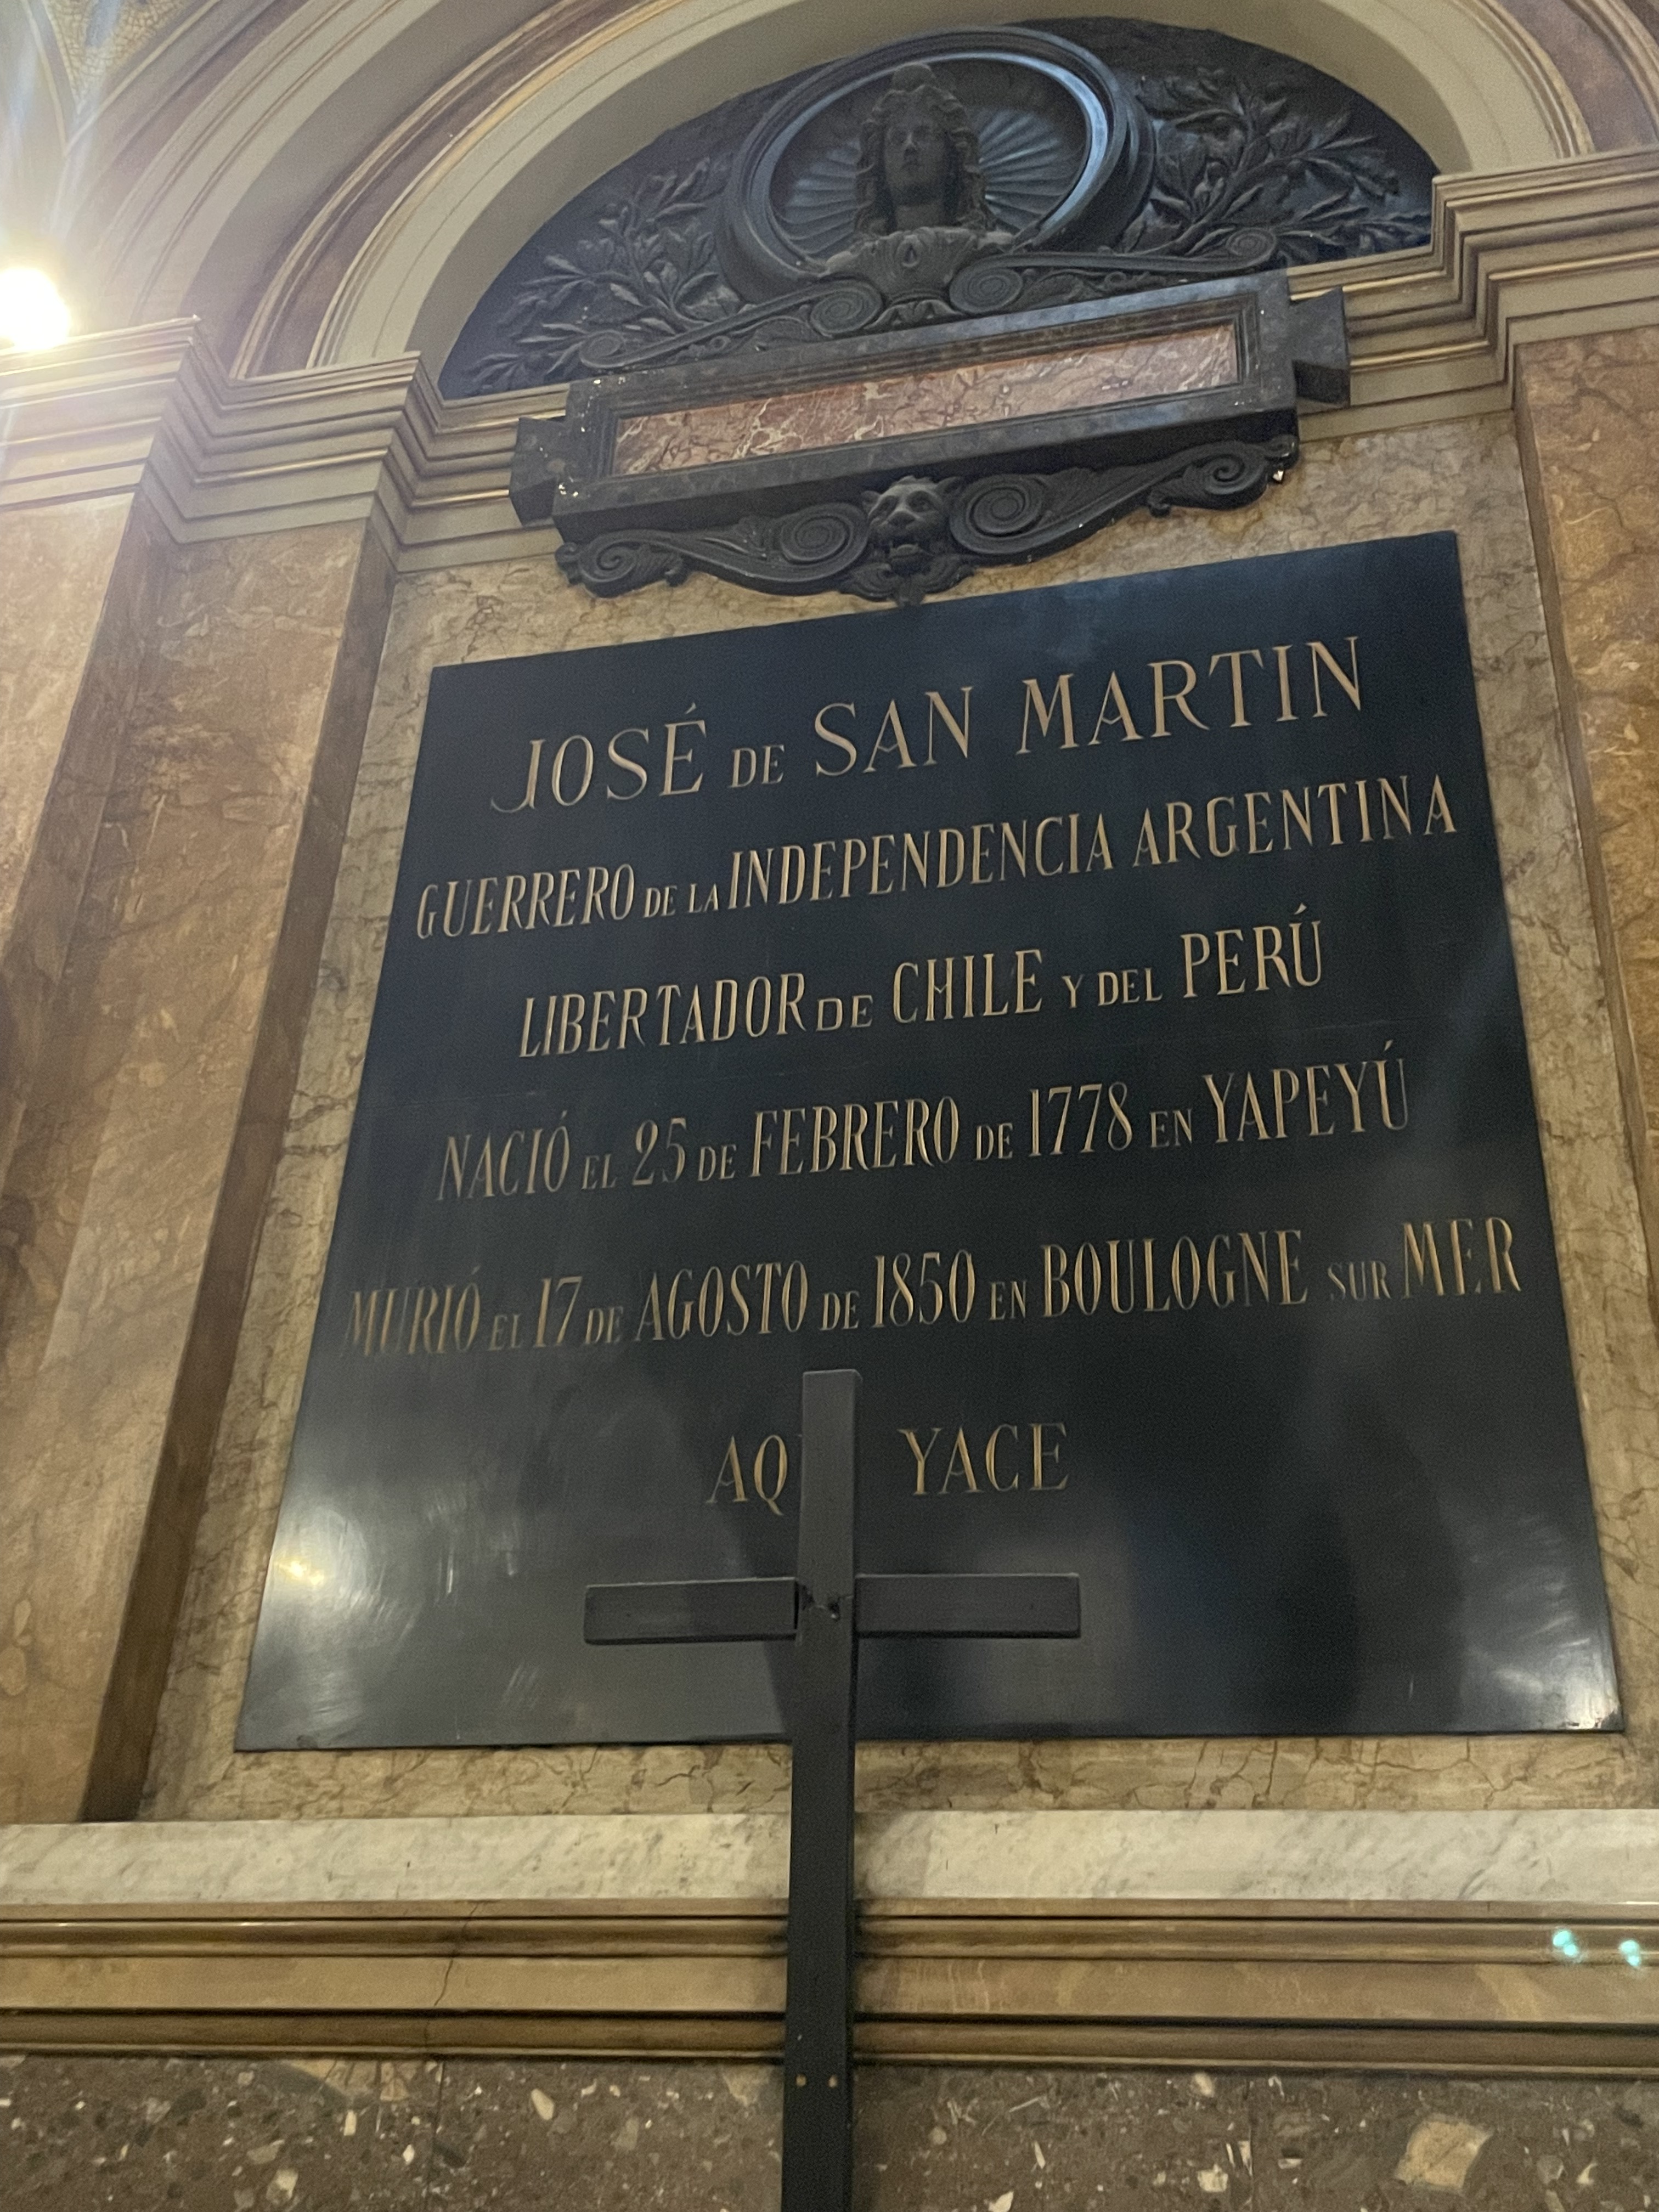 JOSÉ DE SAN MARTIN
GUERRERO DE LA INDEPENDENCIA ARGENTINA
LIBERTADOR DE CHILE Y DEL PERÚ
NACIÓ EL 25 DE FEBRERO DE 1778 EN YAPEYÚ
MURIÓ EL 17 DE AGOSTO DE 1850 EN BOULOGNE SUR MER
AQ YACE